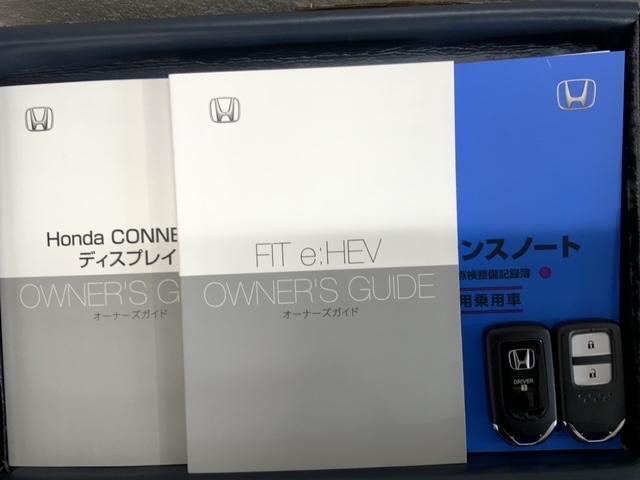 Honda CONNE
ディスプレイ
OWNER'S G
オーナーズガイド
FIT e:HEV
OWNER'S GUIDE
オーナーズガイド
ンスノート
点検整備記録簿
用乗用車
DRIVER